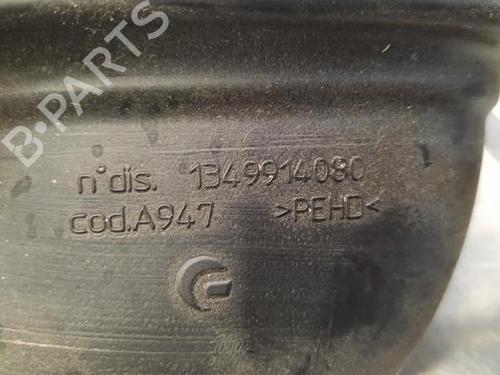 B-PARTS
n°dis. 1349914080
cod.A947 >PEHD<